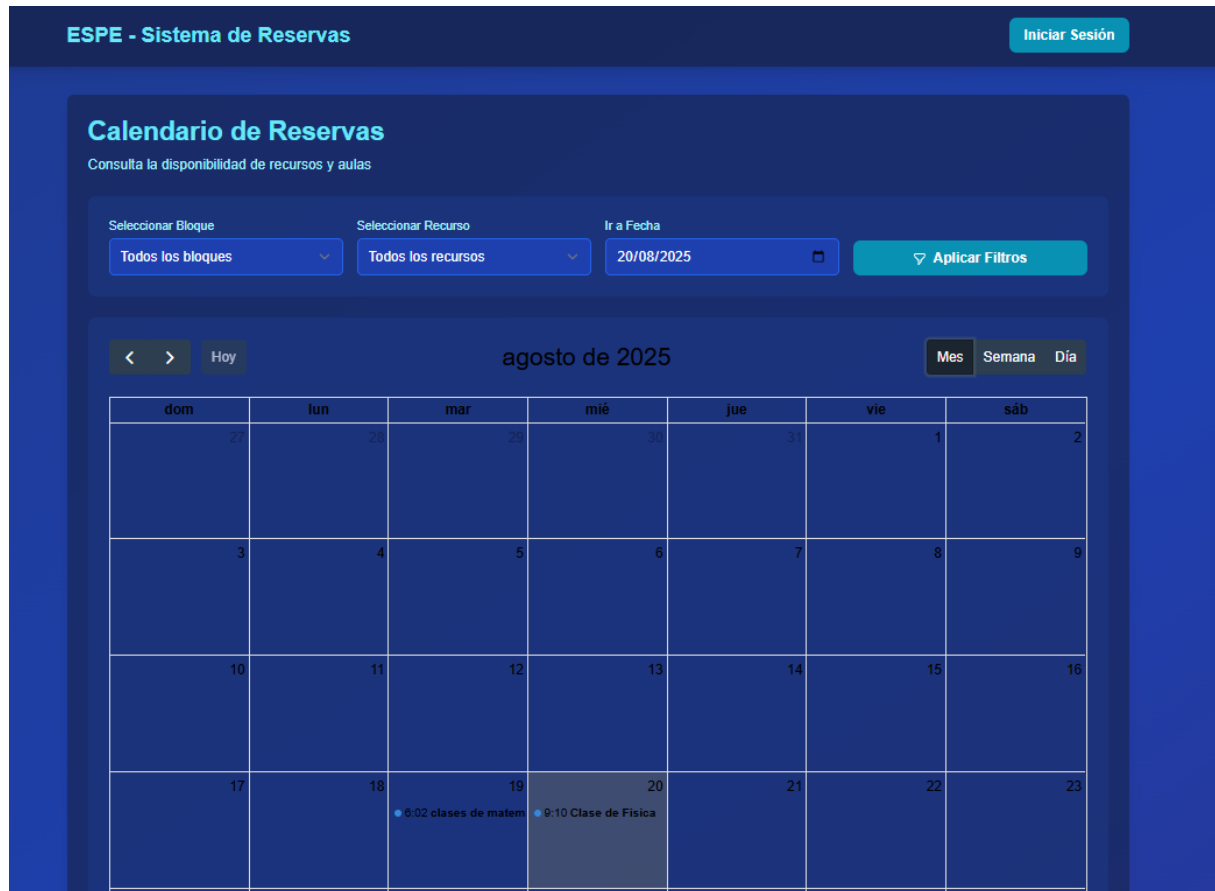 ESPE - Sistema de Reservas Iniciar Sesión
Calendario de Reservas
Consulta la disponibilidad de recursos y aulas
Seleccionar Bloque Seleccionar Recurso Ir a Fecha
Todos los bloques Todos los recursos 20/08/2025 Aplicar Filtros
Hoy agosto de 2025 Mes Semana Día
dom lun mar mié jue vie sáb
27 28 29 30 31 1 2
3 4 5 6 7 8 9
10 11 12 13 14 15 16
17 18 19 20 21 22 23
6:02 clases de matem 9:10 Clase de Fisica